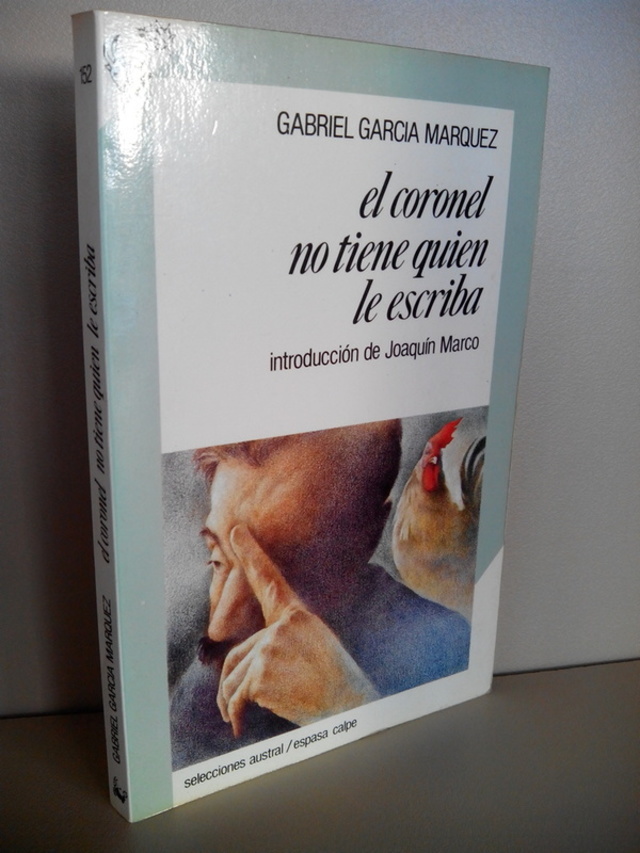 GABRIEL GARCIA MARQUEZ
el coronel
no tiene quien
le escriba
introducción de Joaquín Marco
selecciones austral/espasa calpe
152
el coronel no tiene quien le escriba
GABRIEL GARCIA MARQUEZ